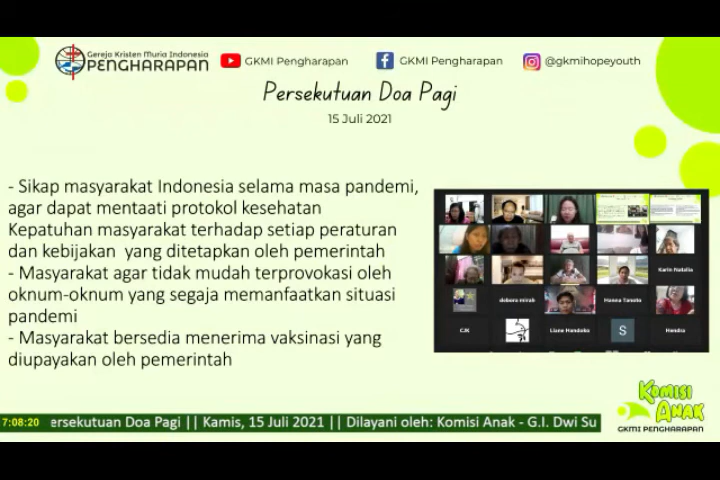 Gereja Kristen Muria Indonesia
PENGHARAPAN
GKMI Pengharapan
GKMI Pengharapan
@gkmihopeyouth
Persekutuan Doa Pagi
15 Juli 2021
- Sikap masyarakat Indonesia selama masa pandemi,
agar dapat mentaati protokol kesehatan
Kepatuhan masyarakat terhadap setiap peraturan
dan kebijakan yang ditetapkan oleh pemerintah
- Masyarakat agar tidak mudah terprovokasi oleh
oknum-oknum yang segaja memanfaatkan situasi
pandemi
- Masyarakat bersedia menerima vaksinasi yang
diupayakan oleh pemerintah
Karin Natalia
debora mirah
Hanna Tanoto
CJK
Liane Handoko
S
Hendra
KOMISI
ANAK
GKMI PENGHARAPAN
7:08:20 ersekutuan Doa Pagi || Kamis, 15 Juli 2021 || Dilayani oleh: Komisi Anak - G.I. Dwi Su